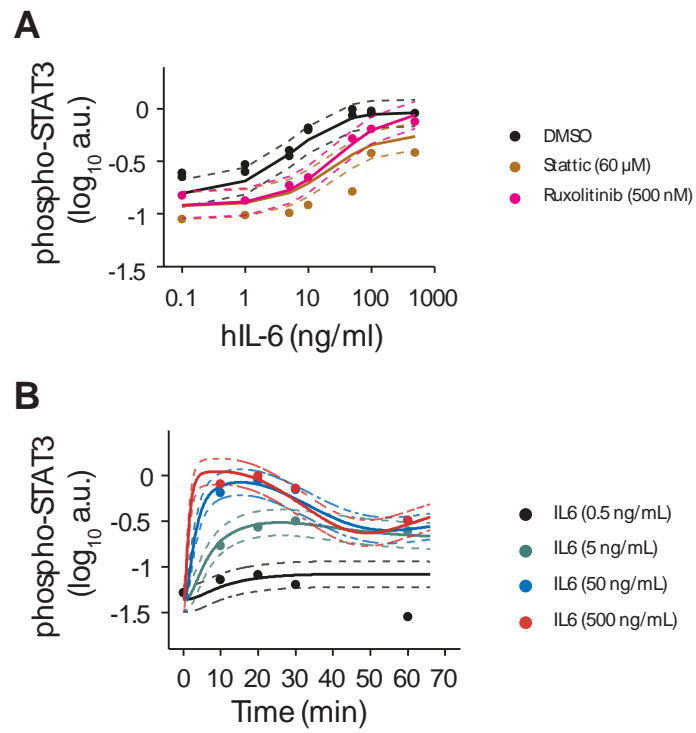 A
phospho-STAT3
(log10 a.u.)
0
-0.5
-1
-1.5
0.1 1 10 100 1000
hIL-6 (ng/ml)
DMSO
Stattic (60 µM)
Ruxolitinib (500 nM)
B
phospho-STAT3
(log10 a.u.)
0
-0.5
-1
-1.5
0 10 20 30 40 50 60 70
Time (min)
IL6 (0.5 ng/mL)
IL6 (5 ng/mL)
IL6 (50 ng/mL)
IL6 (500 ng/mL)